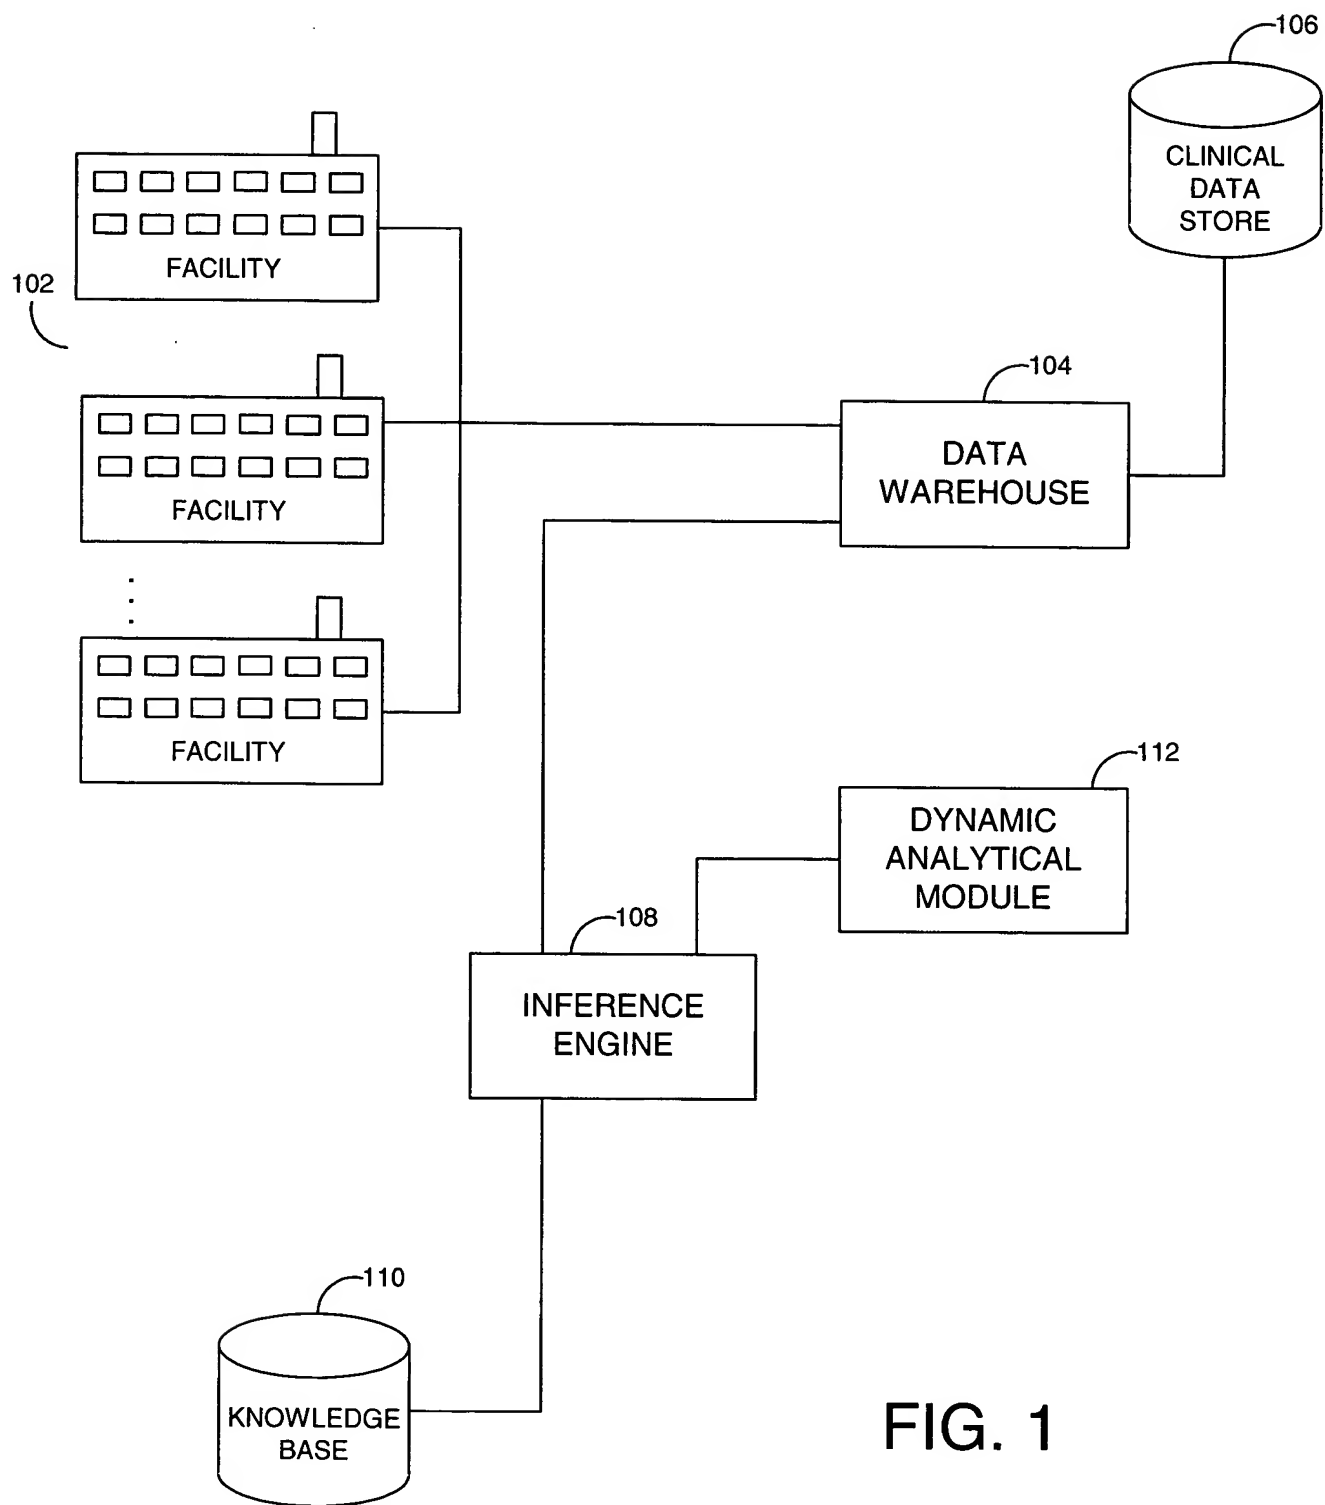 106
CLINICAL
DATA
STORE
FACILITY
102
104
DATA
WAREHOUSE
FACILITY
.
.
.
FACILITY
112
DYNAMIC
ANALYTICAL
MODULE
108
INFERENCE
ENGINE
110
KNOWLEDGE
BASE
FIG. 1